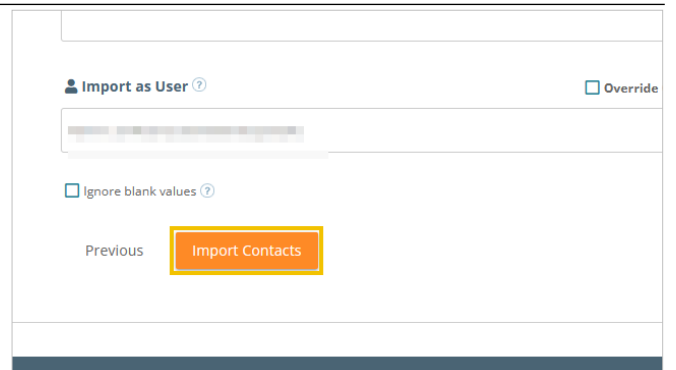 Import as User ?
Override
Ignore blank values ?
Previous
Import Contacts